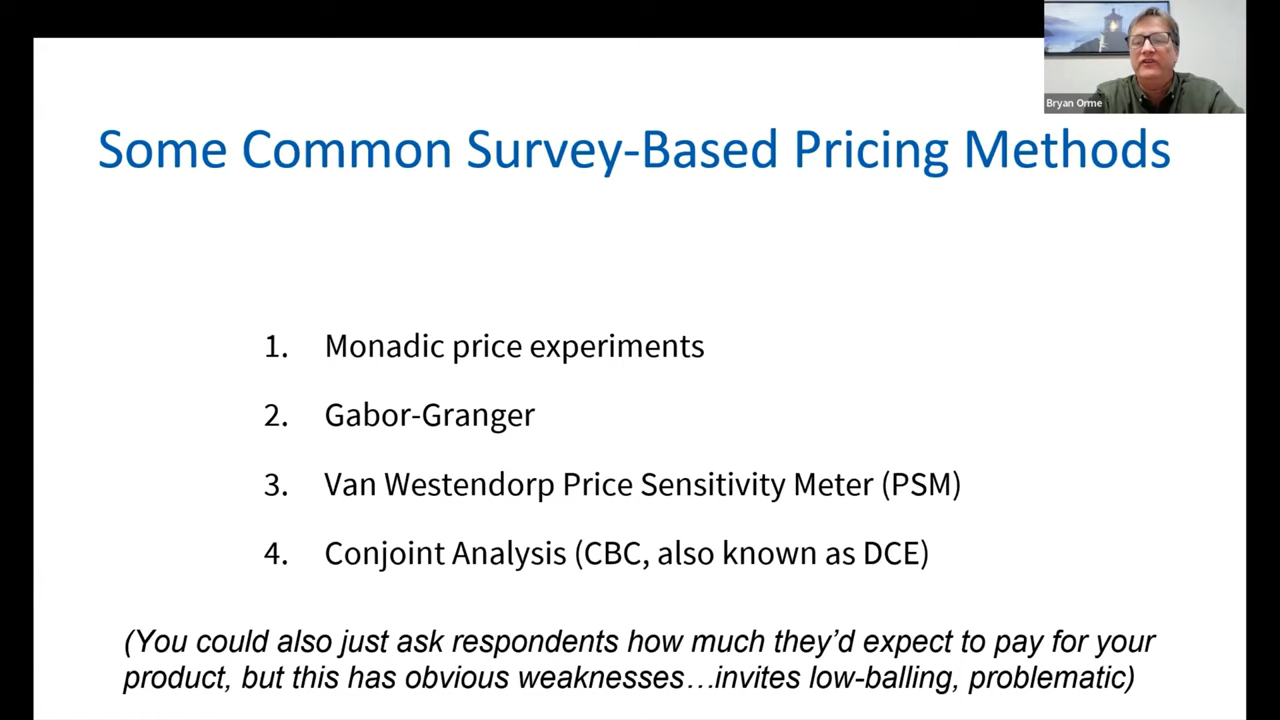 Bryan Orme
Some Common Survey-Based Pricing Methods
1. Monadic price experiments
2. Gabor-Granger
3. Van Westendorp Price Sensitivity Meter (PSM)
4. Conjoint Analysis (CBC, also known as DCE)
(You could also just ask respondents how much they’d expect to pay for your
product, but this has obvious weaknesses…invites low-balling, problematic)